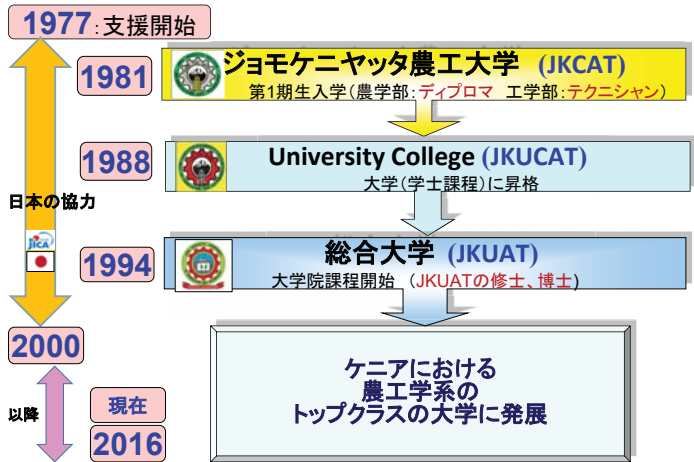 1977:支援開始
1981
ジョモケニヤッタ農工大学 (JKCAT)
第1期生入学(農学部:ディプロマ 工学部:テクニシャン)
1988
University College (JKUCAT)
大学(学士課程)に昇格
日本の協力
JICA
1994
総合大学 (JKUAT)
大学院課程開始 (JKUATの修士、博士)
2000
ケニアにおける
農工学系の
トップクラスの大学に発展
以降
現在
2016